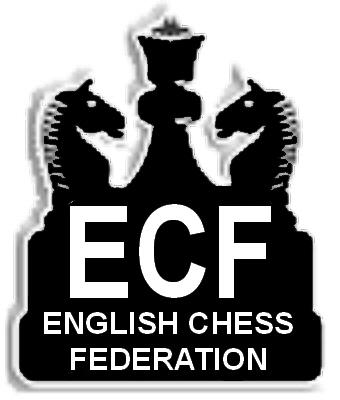 ECF
ENGLISH CHESS
FEDERATION